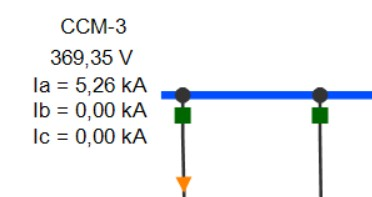 CCM-3
369,35 V
Ia = 5,26 kA
Ib = 0,00 kA
Ic = 0,00 kA